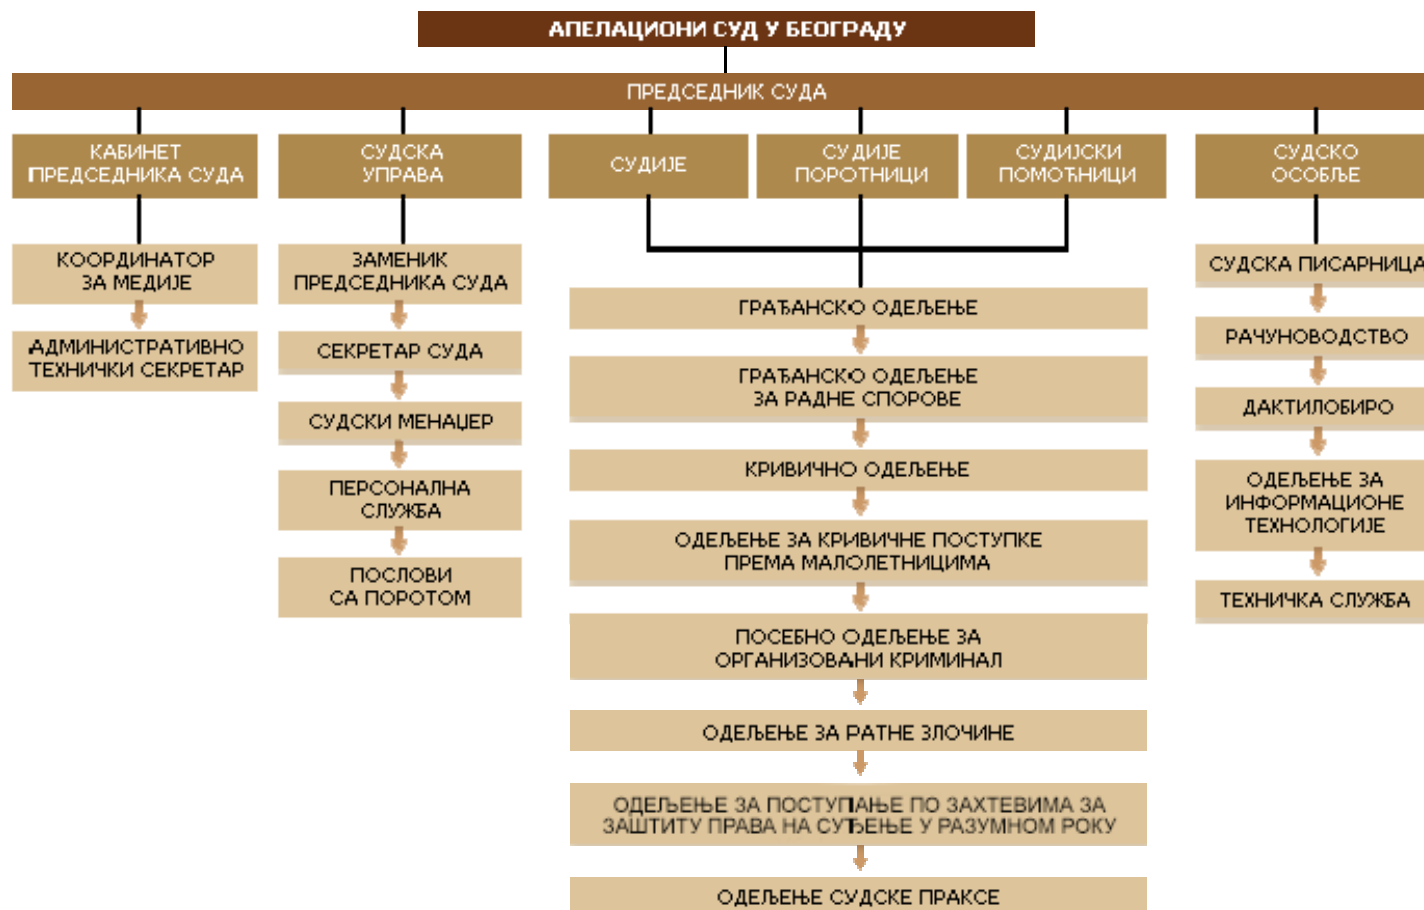 АПЕЛАЦИОНИ СУД У БЕОГРАДУ
ПРЕДСЕДНИК СУДА
КАБИНЕТ
ПРЕДСЕДНИКА СУДА
КООРДИНАТОР
ЗА МЕДИЈЕ
АДМИНИСТРАТИВНО
ТЕХНИЧКИ СЕКРЕТАР
СУДСКА
УПРАВА
ЗАМЕНИК
ПРЕДСЕДНИКА СУДА
СЕКРЕТАР СУДА
СУДСКИ МЕНАЏЕР
ПЕРСОНАЛНА
СЛУЖБА
ПОСЛОВИ
СА ПОРОТОМ
СУДИЈЕ
СУДИЈЕ
ПОРОТНИЦИ
СУДИЈСКИ
ПОМОЋНИЦИ
ГРАЂАНСКО ОДЕЉЕЊЕ
ГРАЂАНСКО ОДЕЉЕЊЕ
ЗА РАДНЕ СПОРОВЕ
КРИВИЧНО ОДЕЉЕЊЕ
ОДЕЉЕЊЕ ЗА КРИВИЧНЕ ПОСТУПКЕ
ПРЕМА МАЛОЛЕТНИЦИМА
ПОСЕБНО ОДЕЉЕЊЕ ЗА
ОРГАНИЗОВАНИ КРИМИНАЛ
ОДЕЉЕЊЕ ЗА РАТНЕ ЗЛОЧИНЕ
ОДЕЉЕЊЕ ЗА ПОСТУПАЊЕ ПО ЗАХТЕВИМА ЗА
ЗАШТИТУ ПРАВА НА СУЂЕЊЕ У РАЗУМНОМ РОКУ
ОДЕЉЕЊЕ СУДСКЕ ПРАКСЕ
СУДСКО
ОСОБЉЕ
СУДСКА ПИСАРНИЦА
РАЧУНОВОДСТВО
ДАКТИЛОБИРО
ОДЕЉЕЊЕ ЗА
ИНФОРМАЦИОНЕ
ТЕХНОЛОГИЈЕ
ТЕХНИЧКА СЛУЖБА